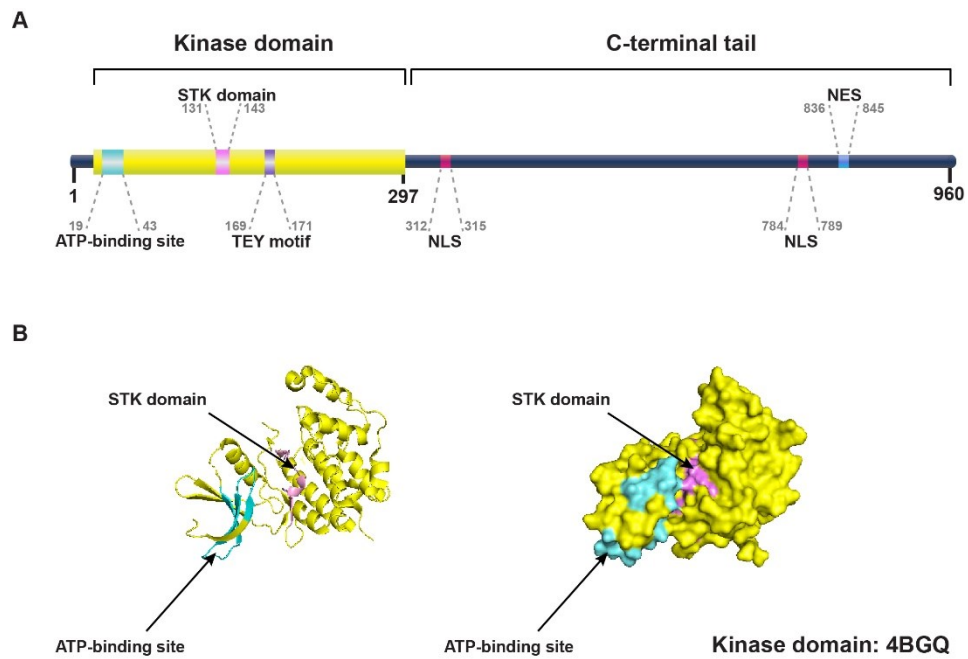 A
Kinase domain
C-terminal tail
STK domain
NES
131 143
836 845
1
297
960
19 43
169 171
312 315
784 789
ATP-binding site
TEY motif
NLS
NLS
B
STK domain
STK domain
ATP-binding site
ATP-binding site
Kinase domain: 4BGQ